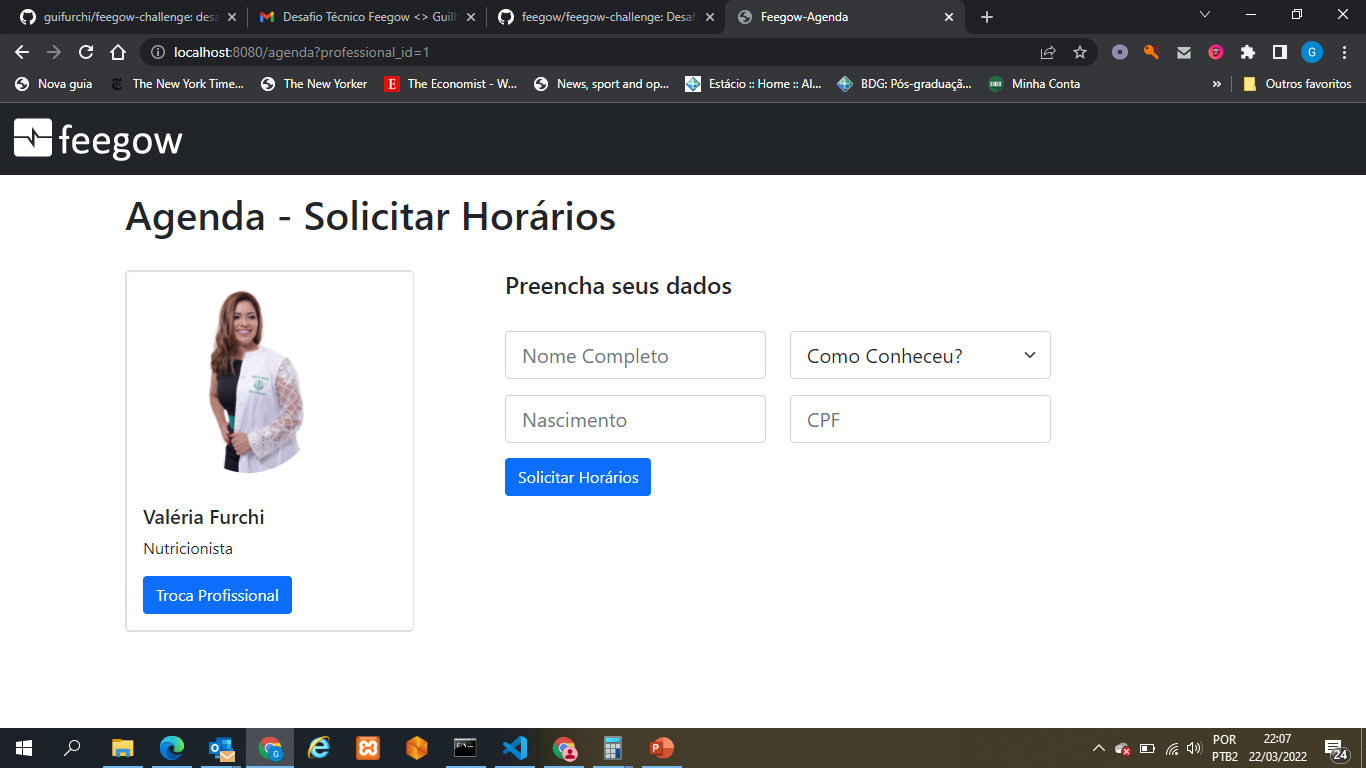 guifurchi/feegow-challenge: desa
Desafio Técnico Feegow <> Guilh
feegow/feegow-challenge: Desaf
Feegow-Agenda
localhost:8080/agenda?professional_id=1
G
Nova guia
The New York Time...
The New Yorker
E The Economist - W...
News, sport and op...
Estácio :: Home :: Al...
BDG: Pós-graduaçã...
Minha Conta
»
Outros favoritos
feegow
Agenda - Solicitar Horários
Preencha seus dados
Nome Completo
Como Conheceu?
Nascimento
CPF
Solicitar Horários
Valéria Furchi
Nutricionista
Troca Profissional
POR
PTB2
22:07
22/03/2022
24